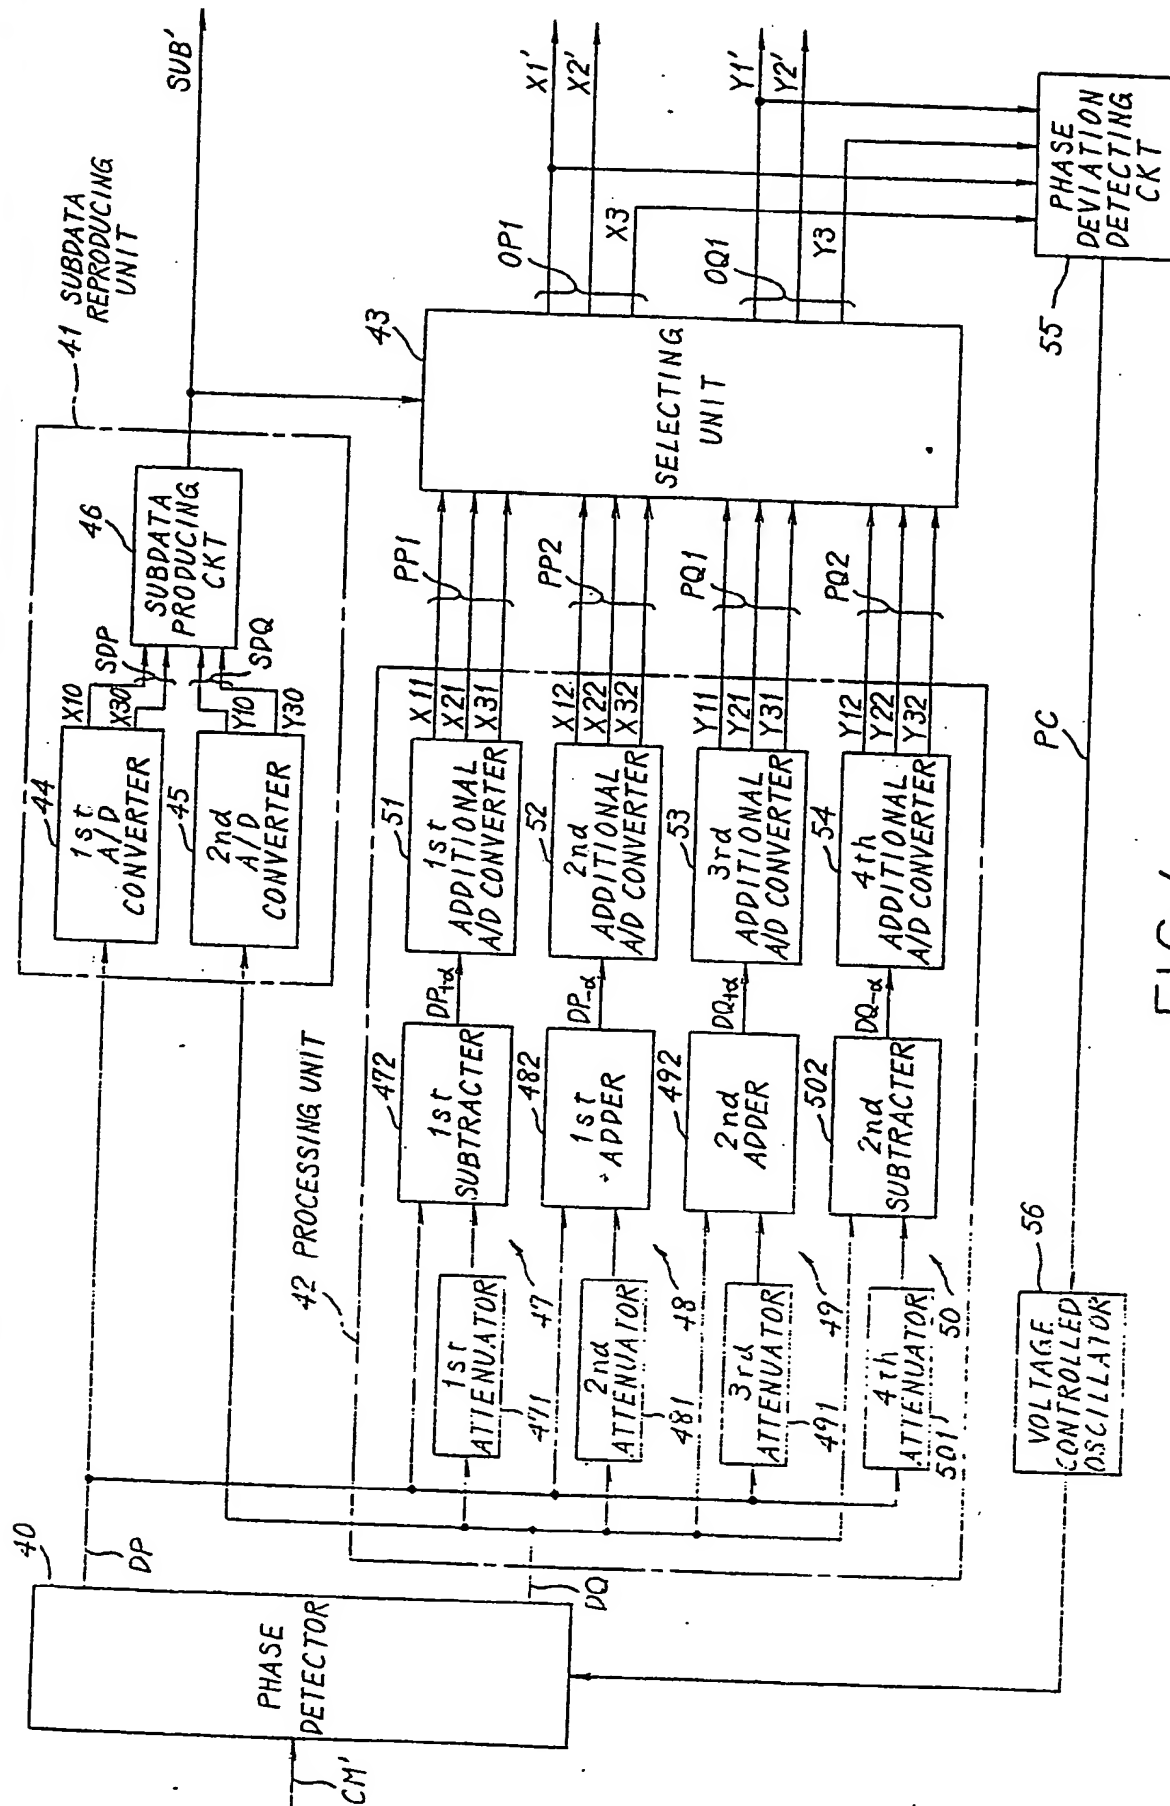 CM'
40
PHASE
DETECTOR
DP
DQ
41 SUBDATA
REPRODUCING
UNIT
44
1st
A/D
CONVERTER
45
2nd
A/D
CONVERTER
X10
X30
SDP
Y10
Y30
SDQ
46
SUBDATA
PRODUCING
CKT
SUB'
42 PROCESSING UNIT
1st
ATTENUATOR
471
47
472
1st
SUBTRACTER
DP+α
51
1st
ADDITIONAL
A/D CONVERTER
X11
X21
X31
PP1
2nd
ATTENUATOR
481
48
482
1st
ADDER
DP-α
52
2nd
ADDITIONAL
A/D CONVERTER
X12
X22
X32
PP2
3rd
ATTENUATOR
491
49
492
2nd
ADDER
DQ+α
53
3rd
ADDITIONAL
A/D CONVERTER
Y11
Y21
Y31
PQ1
4th
ATTENUATOR
501
50
502
2nd
SUBTRACTER
DQ-α
54
4th
ADDITIONAL
A/D CONVERTER
Y12
Y22
Y32
PQ2
43
SELECTING
UNIT
OP1
X1'
X2'
X3
OQ1
Y1'
Y2'
Y3
55
PHASE
DEVIATION
DETECTING
CKT
PC
56
VOLTAGE
CONTROLLED
OSCILLATOR